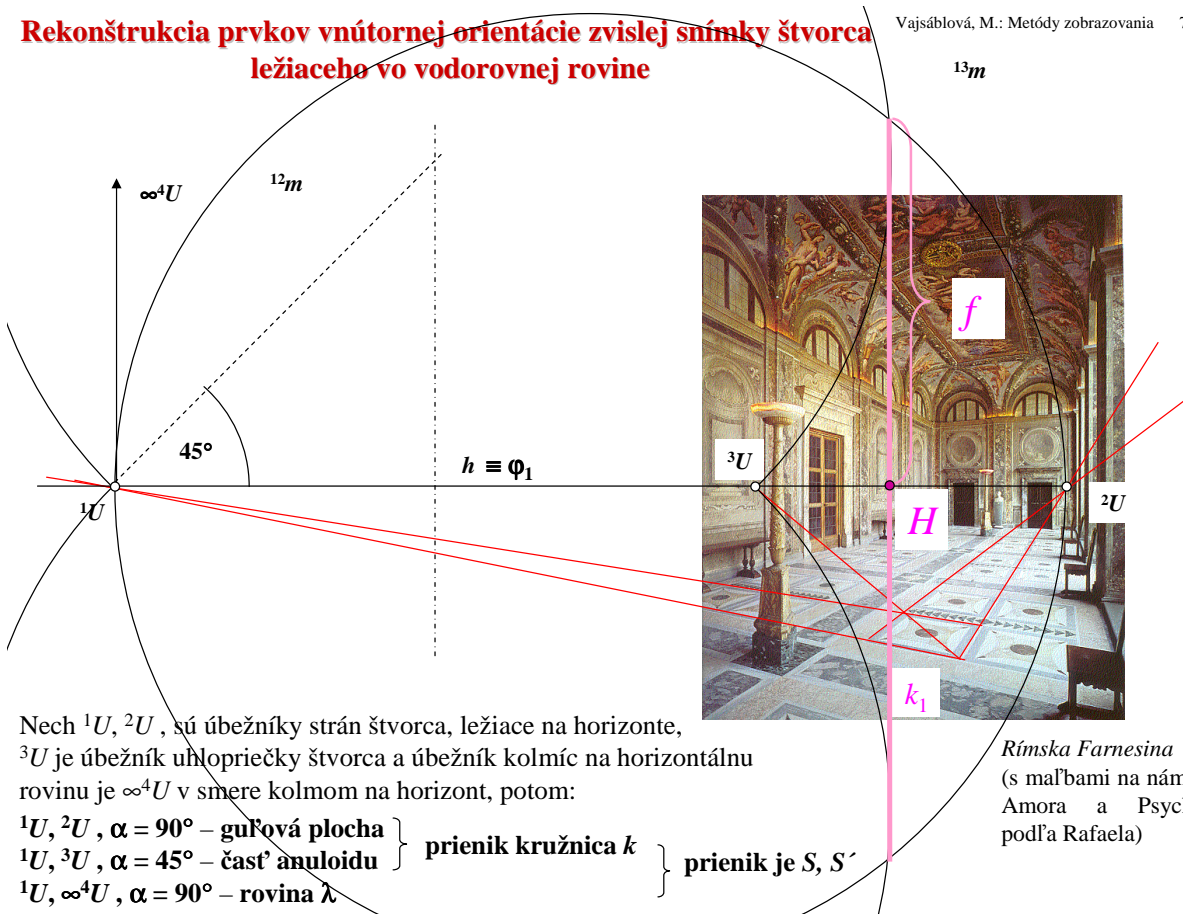 Rekonštrukcia prvkov vnútornej orientácie zvislej snímky štvorca
ležiaceho vo vodorovnej rovine
Vajsáblová, M.: Metódy zobrazovania 7
¹³m
∞⁴U
¹²m
f
45°
h ≡ φ₁
³U
¹U
H
²U
k₁
Nech ¹U, ²U , sú úbežníky strán štvorca, ležiace na horizonte,
³U je úbežník uhlopriečky štvorca a úbežník kolmíc na horizontálnu
rovinu je ∞⁴U v smere kolmom na horizont, potom:
¹U, ²U , α = 90° – guľová plocha
¹U, ³U , α = 45° – časť anuloidu
¹U, ∞⁴U , α = 90° – rovina λ
prienik kružnica k
prienik je S, S´
Rímska Farnesina
(s maľbami na
Amora a
podľa Rafaela)